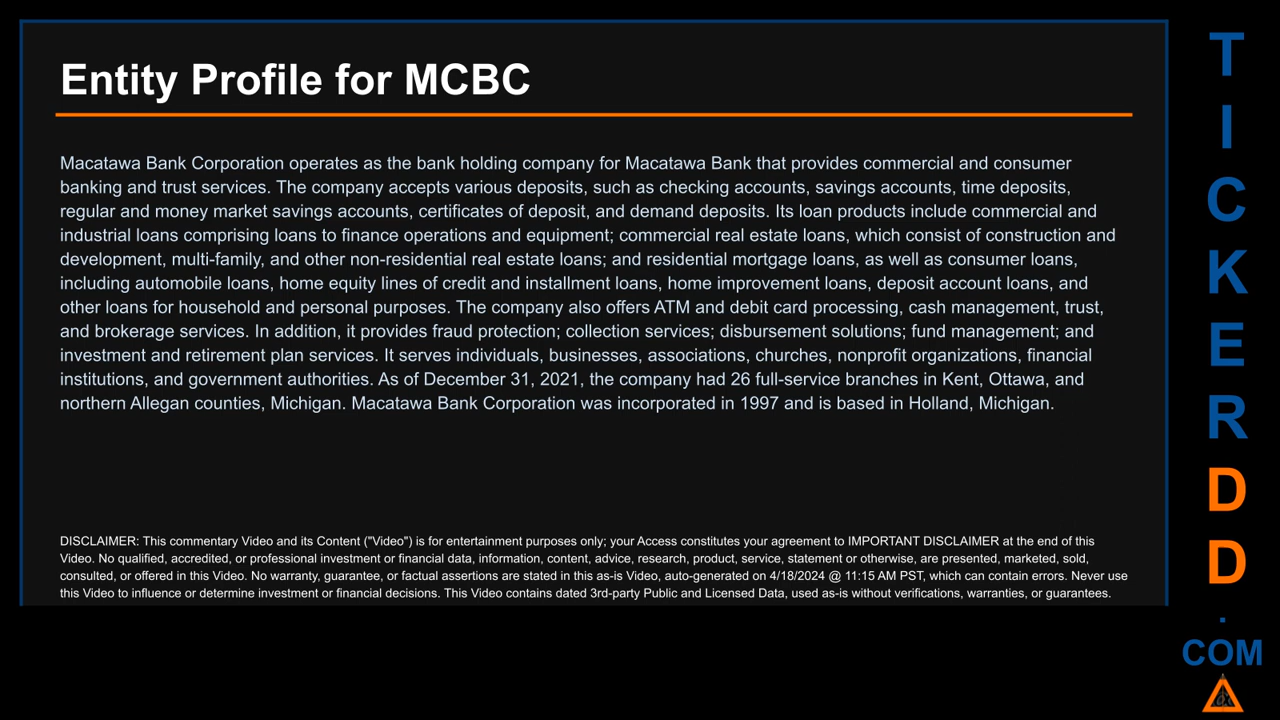 Entity Profile for MCBC
Macatawa Bank Corporation operates as the bank holding company for Macatawa Bank that provides commercial and consumer
banking and trust services. The company accepts various deposits, such as checking accounts, savings accounts, time deposits,
regular and money market savings accounts, certificates of deposit, and demand deposits. Its loan products include commercial and
industrial loans comprising loans to finance operations and equipment; commercial real estate loans, which consist of construction and
development, multi-family, and other non-residential real estate loans; and residential mortgage loans, as well as consumer loans,
including automobile loans, home equity lines of credit and installment loans, home improvement loans, deposit account loans, and
other loans for household and personal purposes. The company also offers ATM and debit card processing, cash management, trust,
and brokerage services. In addition, it provides fraud protection; collection services; disbursement solutions; fund management; and
investment and retirement plan services. It serves individuals, businesses, associations, churches, nonprofit organizations, financial
institutions, and government authorities. As of December 31, 2021, the company had 26 full-service branches in Kent, Ottawa, and
northern Allegan counties, Michigan. Macatawa Bank Corporation was incorporated in 1997 and is based in Holland, Michigan.
DISCLAIMER: This commentary Video and its Content ("Video") is for entertainment purposes only; your Access constitutes your agreement to IMPORTANT DISCLAIMER at the end of this
Video. No qualified, accredited, or professional investment or financial data, information, content, advice, research, product, service, statement or otherwise, are presented, marketed, sold,
consulted, or offered in this Video. No warranty, guarantee, or factual assertions are stated in this as-is Video, auto-generated on 4/18/2024 @ 11:15 AM PST, which can contain errors. Never use
this Video to influence or determine investment or financial decisions. This Video contains dated 3rd-party Public and Licensed Data, used as-is without verifications, warranties, or guarantees.
T
I
C
K
E
R
D
D
.
COM